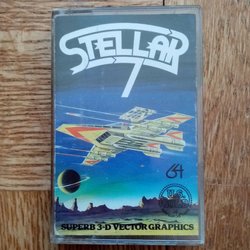 STELLAR
7
64
U.S.
SUPERB 3-D VECTOR GRAPHICS